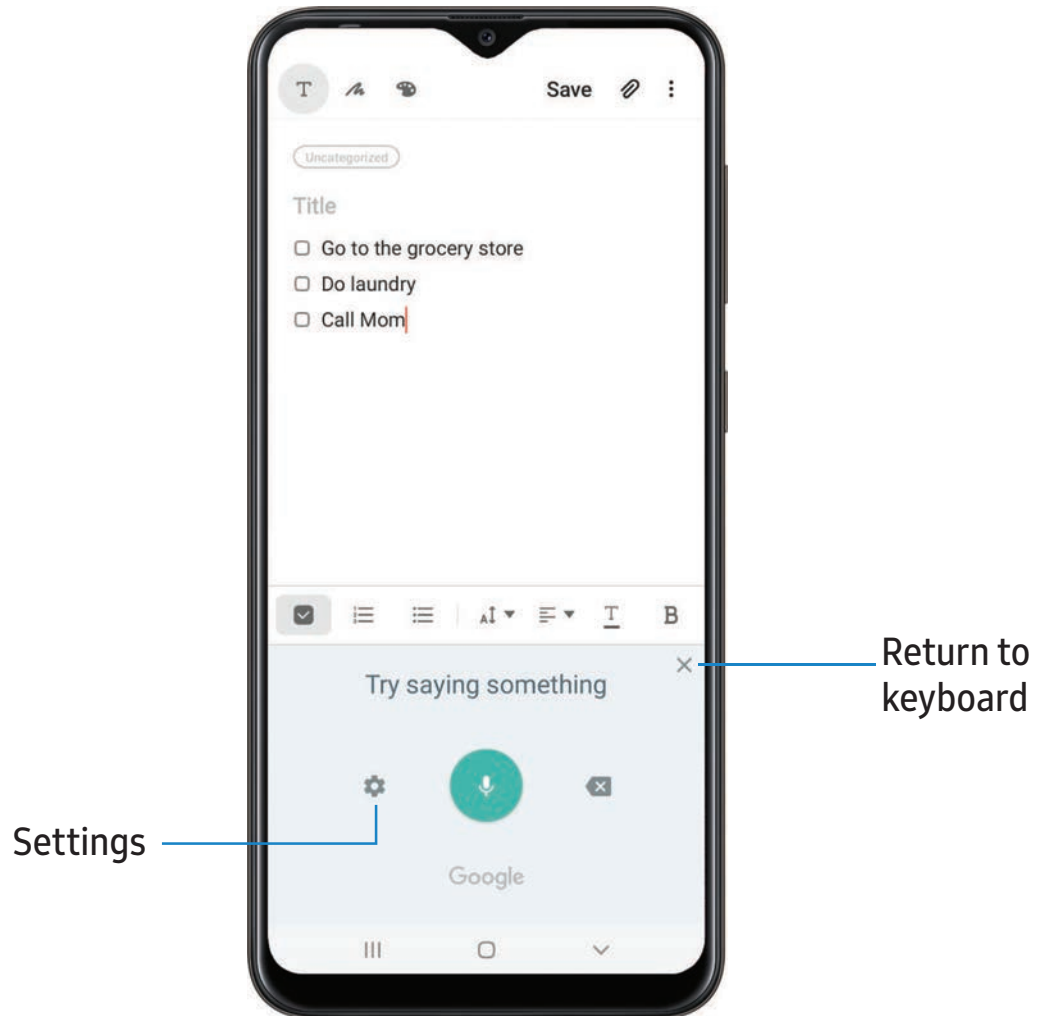 T
Save
Uncategorized
Title
Go to the grocery store
Do laundry
Call Mom
A T B
Return to
keyboard
Try saying something
Settings
Google